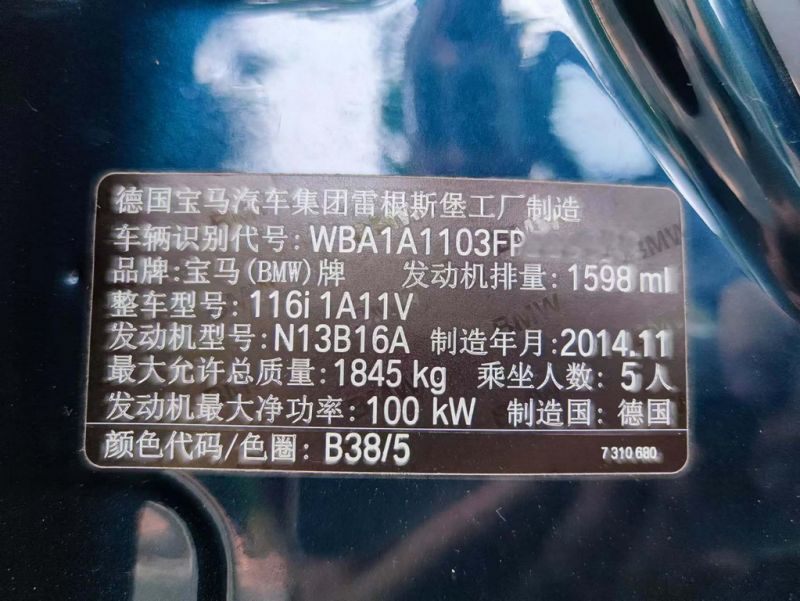 德国宝马汽车集团雷根斯堡工厂制造
车辆识别代号: WBA1A1103FP
品牌:宝马(BMW)牌 发动机排量: 1598 ml
整车型号: 116i 1A11V
发动机型号: N13B16A 制造年月: 2014.11
最大允许总质量: 1845 kg 乘坐人数: 5人
发动机最大净功率: 100 kW 制造国: 德国
颜色代码/色圈: B38/5 7 310 680